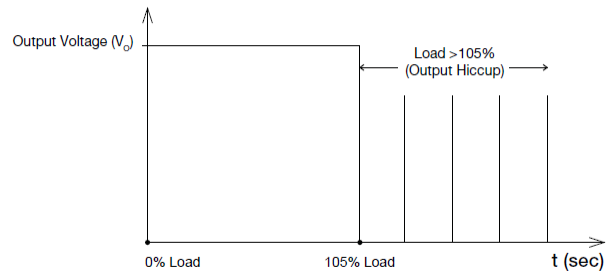 Output Voltage (Vo)
Load >105%
(Output Hiccup)
0% Load
105% Load
t (sec)